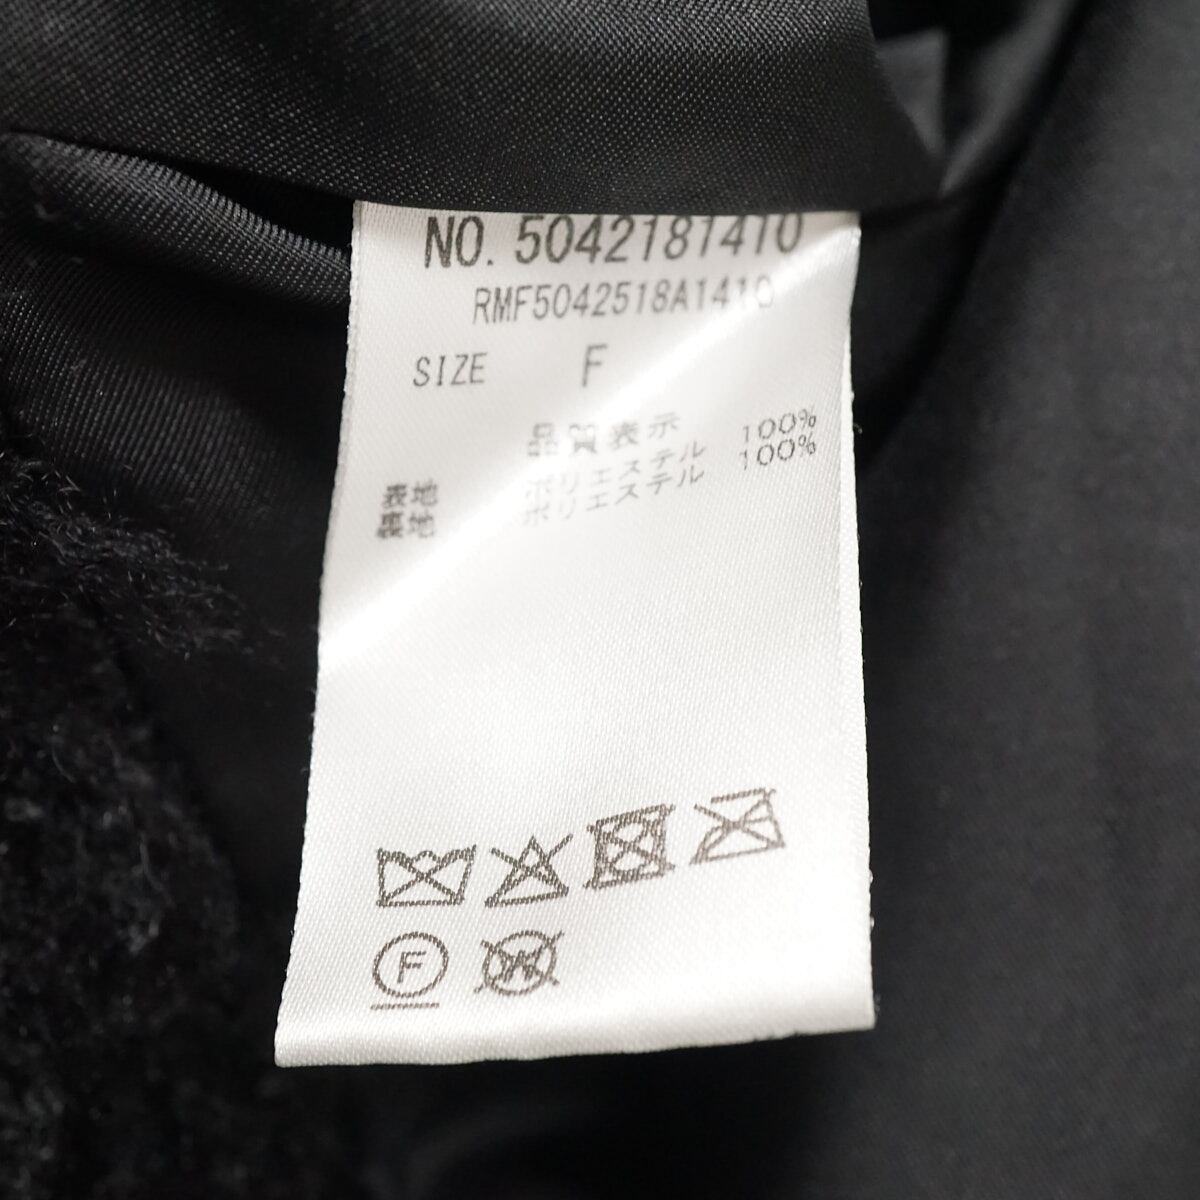 NO. 5042181410
RMF5042518A1410
SIZE F
品質表示
表地 ポリエステル 100%
裏地 ポリエステル 100%
F
W